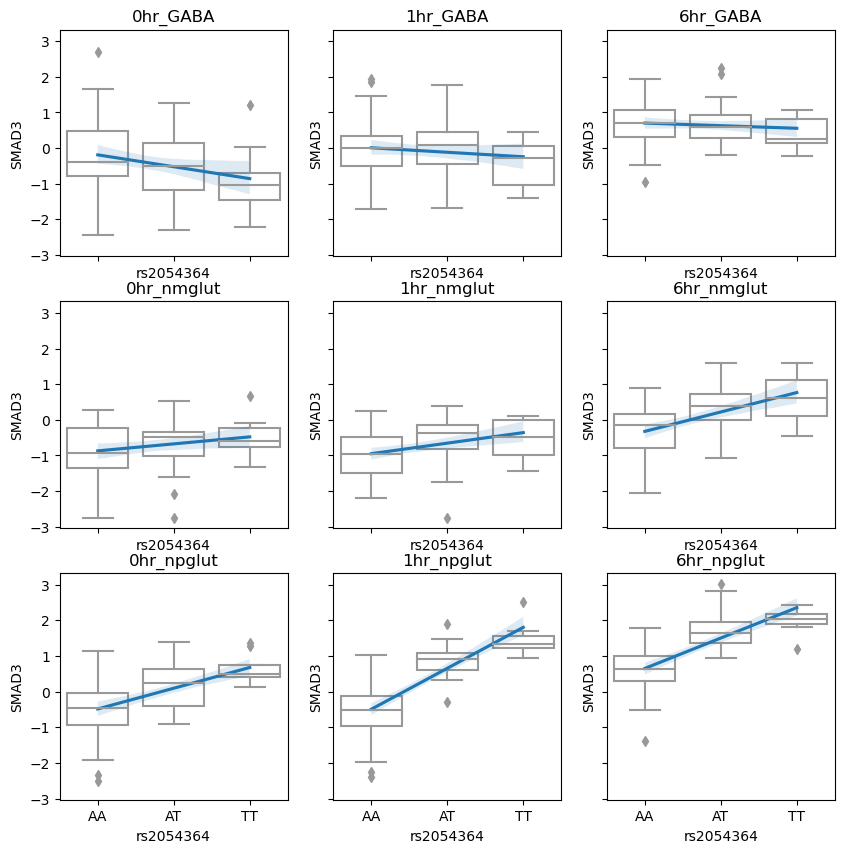 0hr_GABA 1hr_GABA 6hr_GABA
3
2
1
0
−1
−2
−3
SMAD3 SMAD3 SMAD3
rs2054364 rs2054364 rs2054364
0hr_nmglut 1hr_nmglut 6hr_nmglut
3
2
1
0
−1
−2
−3
SMAD3 SMAD3 SMAD3
rs2054364 rs2054364 rs2054364
0hr_npglut 1hr_npglut 6hr_npglut
3
2
1
0
−1
−2
−3
SMAD3 SMAD3 SMAD3
AA AT TT AA AT TT AA AT TT
rs2054364 rs2054364 rs2054364